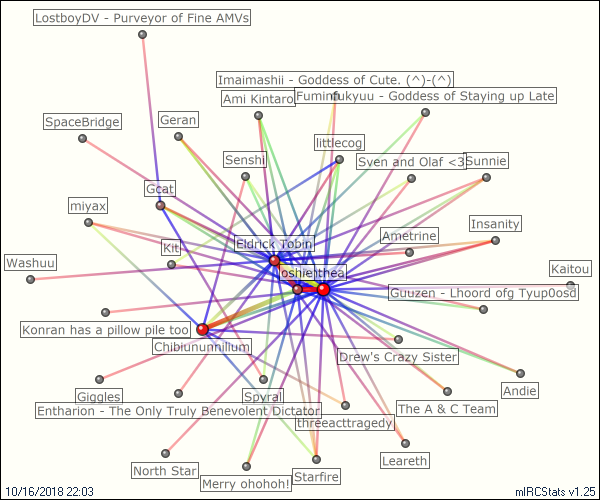 LostboyDV - Purveyor of Fine AMVs
Imaimashii - Goddess of Cute. (^)-(^)
Ami Kintaro
Fuminfukyuu - Goddess of Staying up Late
SpaceBridge
Geran
littlecog
Senshi
Sven and Olaf <3
Sunnie
Gcat
miyax
Insanity
Ametrine
Eldrick Tobin
Kit
Washuu
Kaitou
Guuzen - Lhoord ofg Tyup0osd
Konran has a pillow pile too
Chibiunumnilium
Drew's Crazy Sister
Andie
Giggles
Spyral
Entharion - The Only Truly Benevolent Dictator
The A & C Team
threeacttragedy
Leareth
North Star
Starfire
Merry ohohoh!
10/16/2018 22:03
mIRCStats v1.25